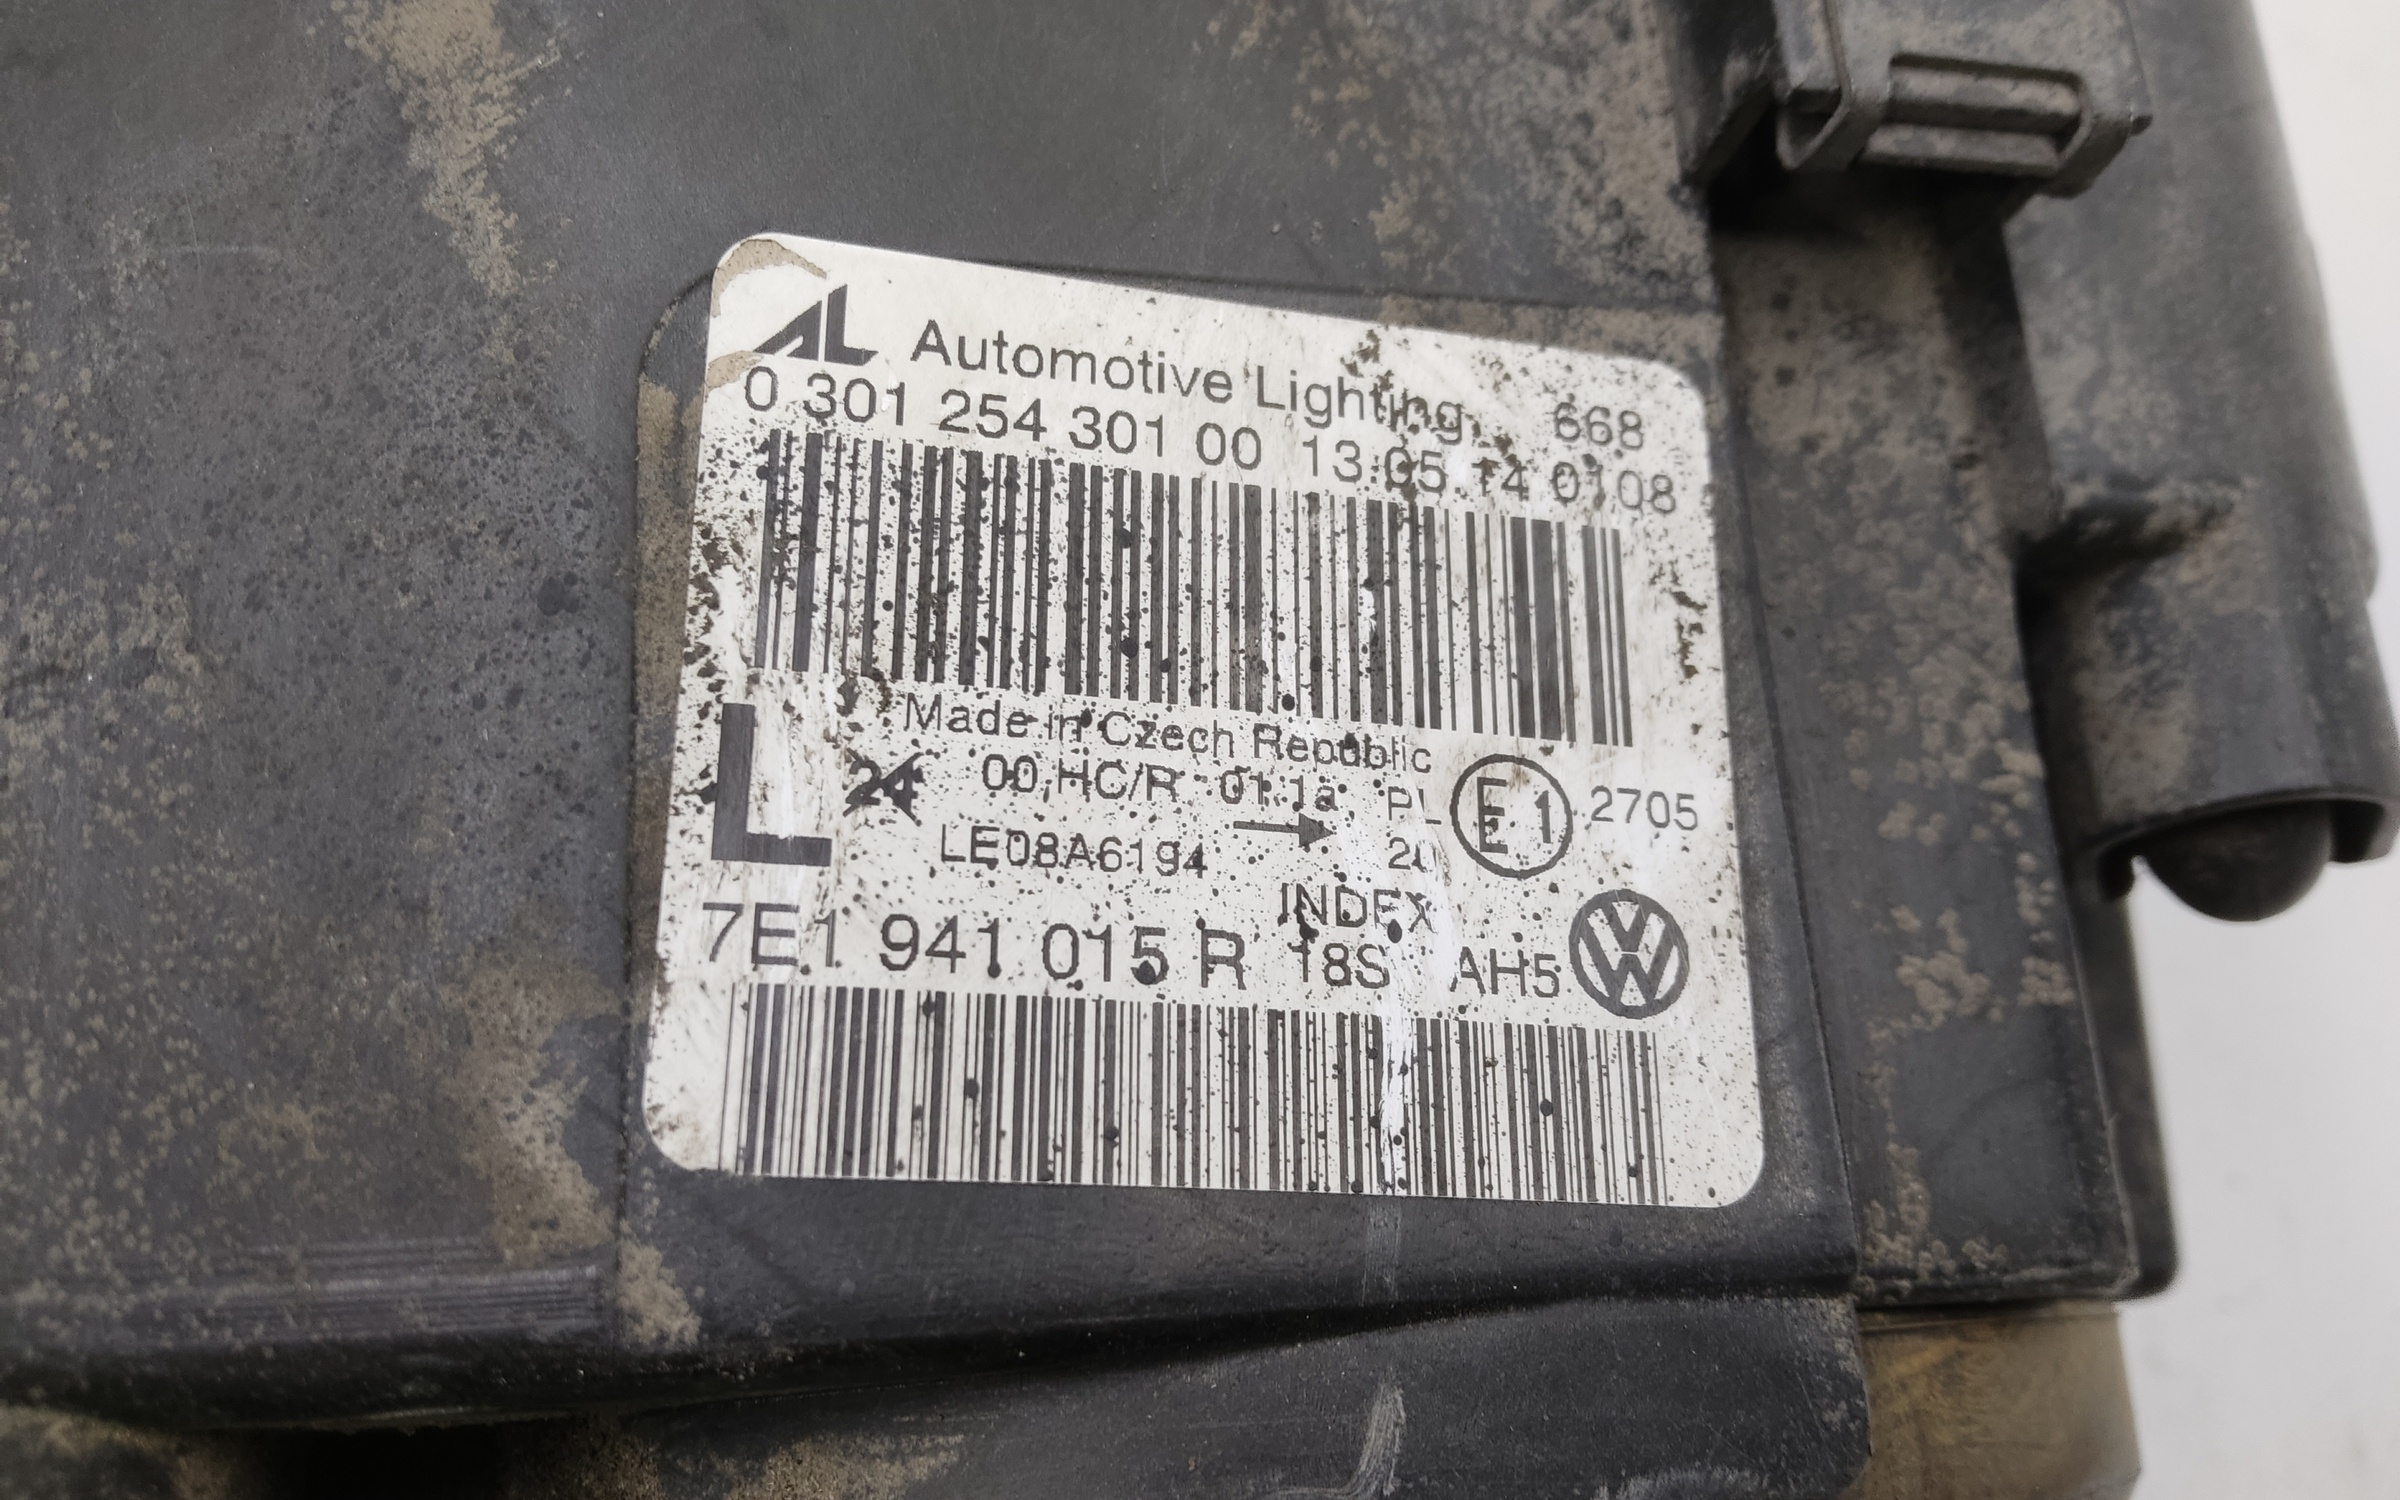 AL Automotive Lighting 668
0 301 254 301 00 13.05.14 0108
Made in Czech Republic
L 24 00 HC/R 01 1a PL E1 2705
LE08A6194 → 20
INDEX
7E1 941 015 R 18S AH5 VW